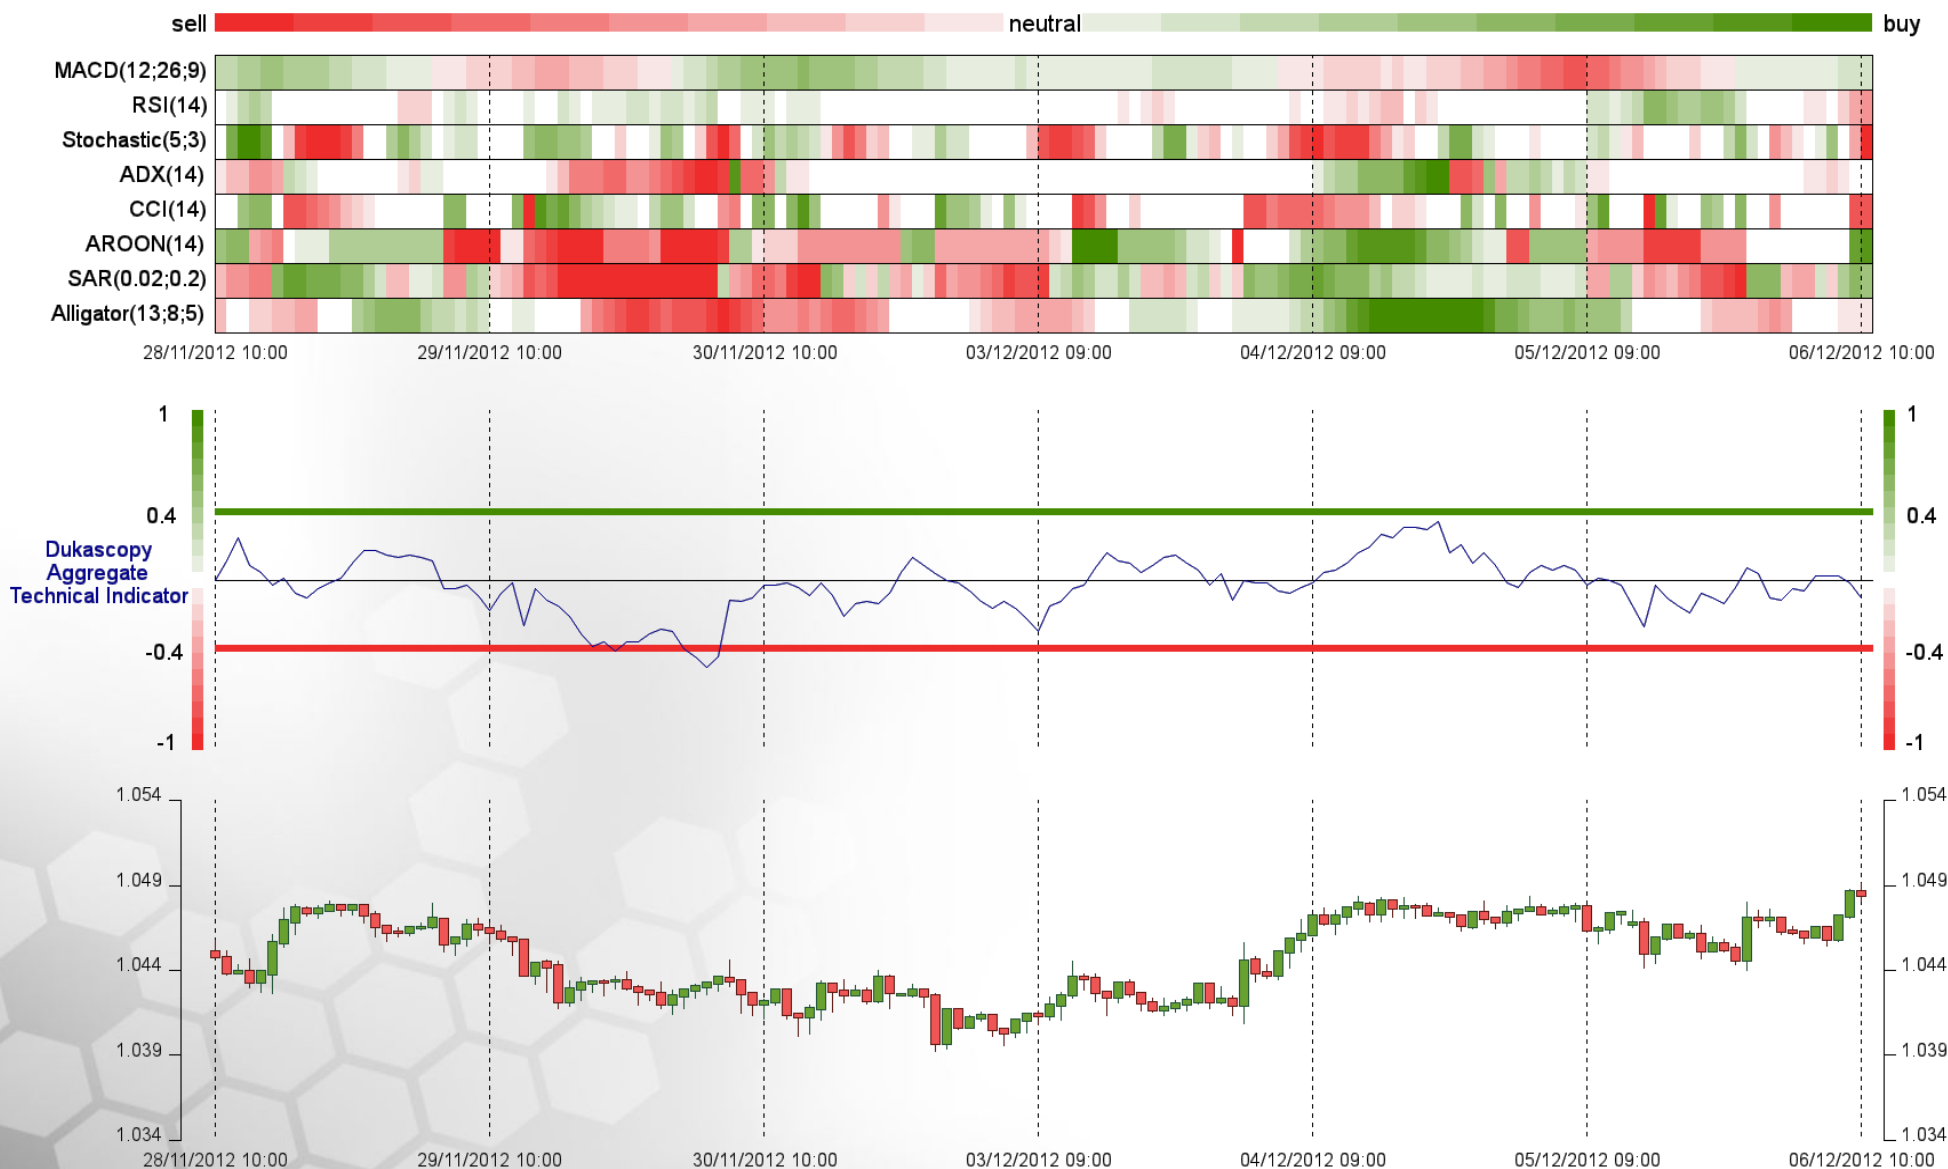 sell neutral buy
MACD(12;26;9)
RSI(14)
Stochastic(5;3)
ADX(14)
CCI(14)
AROON(14)
SAR(0.02;0.2)
Alligator(13;8;5)
28/11/2012 10:00 29/11/2012 10:00 30/11/2012 10:00 03/12/2012 09:00 04/12/2012 09:00 05/12/2012 09:00 06/12/2012 10:00
1 1
0.4 0.4
Dukascopy
Aggregate
Technical Indicator
-0.4 -0.4
-1 -1
1.054 1.054
1.049 1.049
1.044 1.044
1.039 1.039
1.034 1.034
28/11/2012 10:00 29/11/2012 10:00 30/11/2012 10:00 03/12/2012 09:00 04/12/2012 09:00 05/12/2012 09:00 06/12/2012 10:00